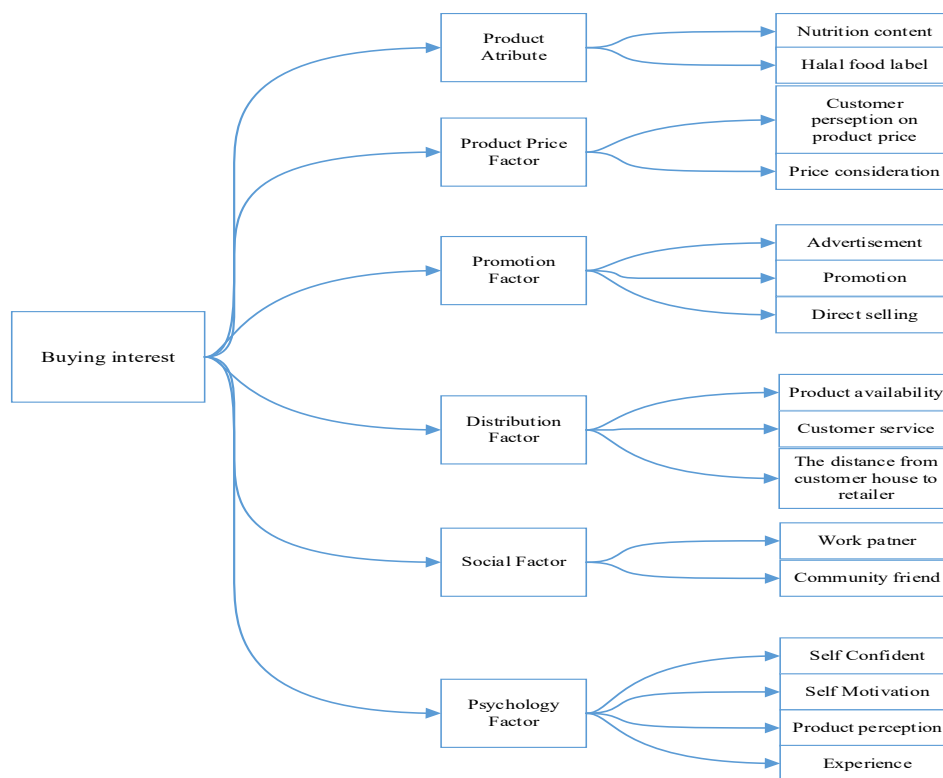 Product
Atribute
Nutrition content
Halal food label
Product Price
Factor
Customer
perseption on
product price
Price consideration
Promotion
Factor
Advertisement
Promotion
Direct selling
Buying interest
Distribution
Factor
Product availability
Customer service
The distance from
customer house to
retailer
Social Factor
Work patner
Community friend
Psychology
Factor
Self Confident
Self Motivation
Product perception
Experience